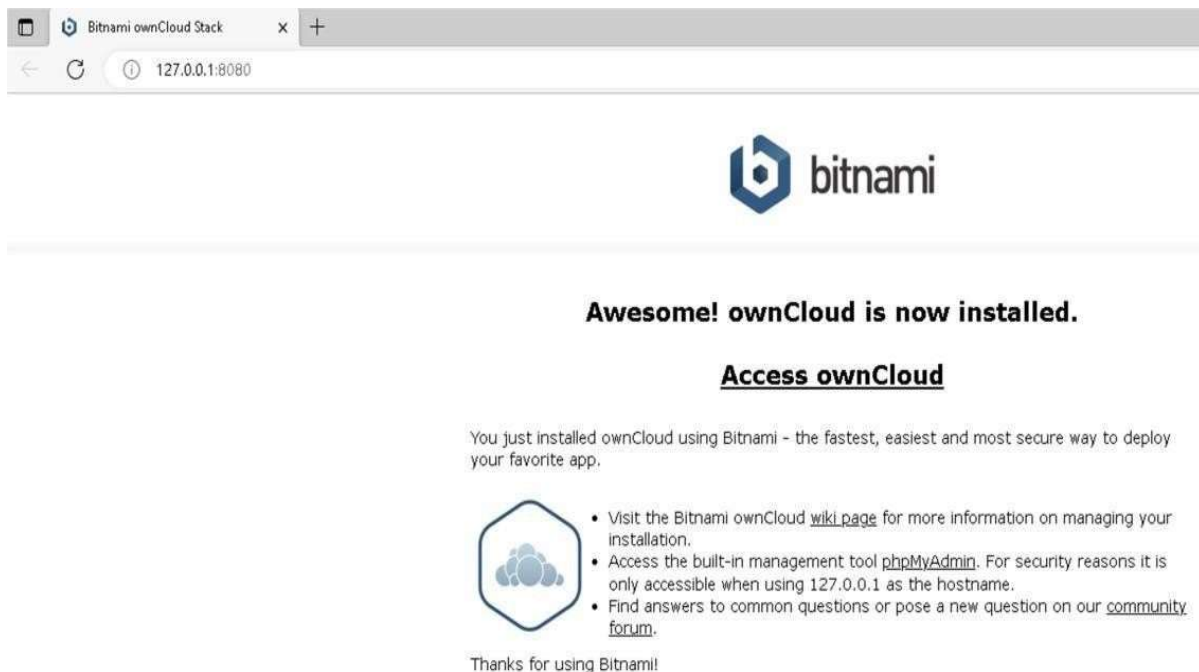 Bitnami ownCloud Stack
127.0.0.1:8080
bitnami
Awesome! ownCloud is now installed.
Access ownCloud
You just installed ownCloud using Bitnami - the fastest, easiest and most secure way to deploy
your favorite app.
• Visit the Bitnami ownCloud wiki page for more information on managing your
installation.
• Access the built-in management tool phpMyAdmin. For security reasons it is
only accessible when using 127.0.0.1 as the hostname.
• Find answers to common questions or pose a new question on our community
forum.
Thanks for using Bitnami!